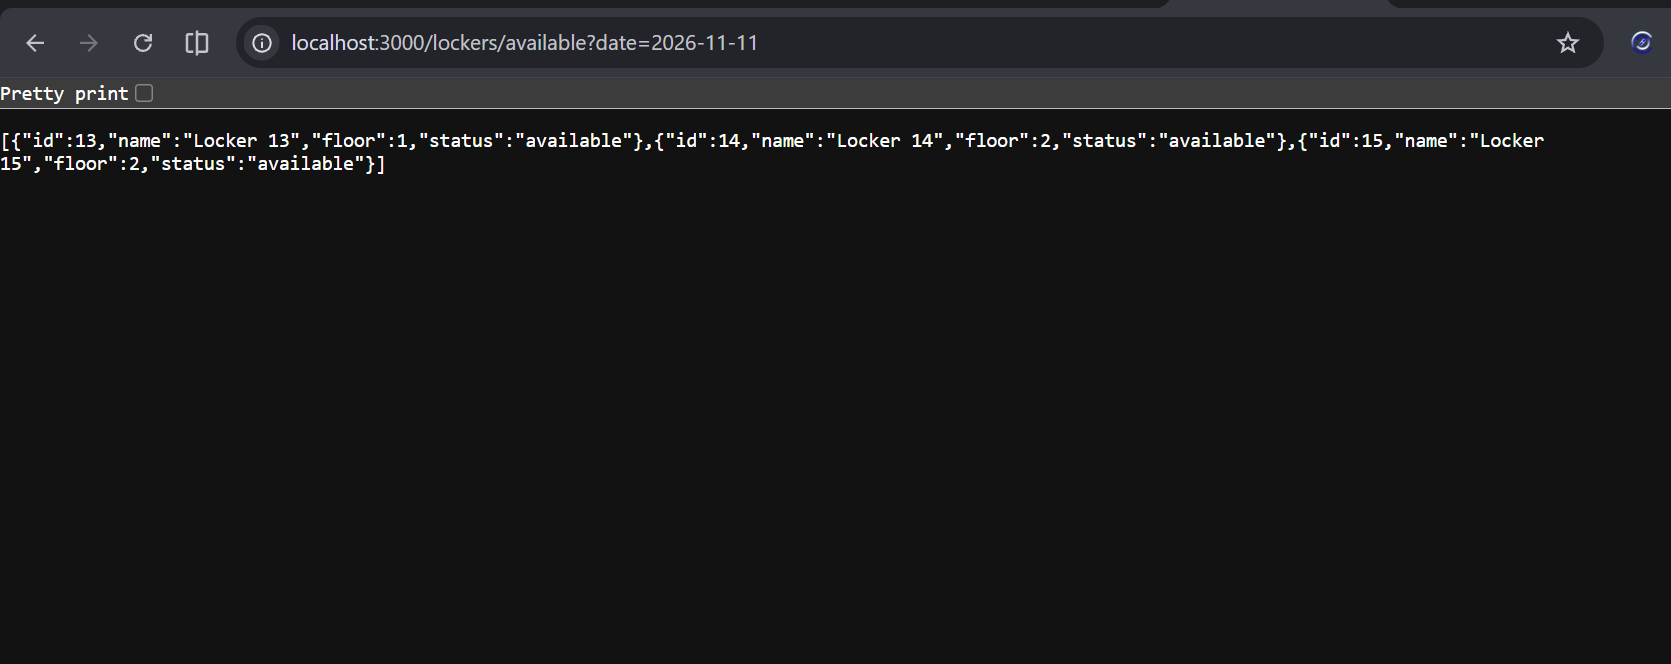 localhost:3000/lockers/available?date=2026-11-11
Pretty print
[{"id":13,"name":"Locker 13","floor":1,"status":"available"},{"id":14,"name":"Locker 14","floor":2,"status":"available"},{"id":15,"name":"Locker
15","floor":2,"status":"available"}]